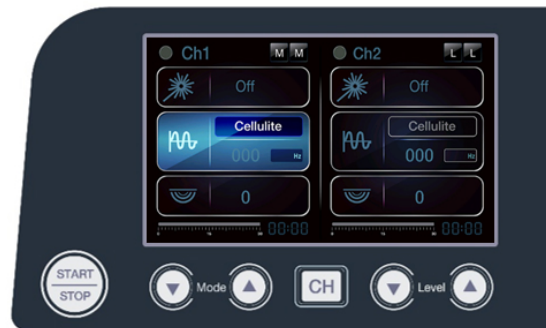 Ch1 M M Ch2 L L
Off Off
Cellulite Cellulite
000 Hz 000 Hz
0 0
00:00 00:00
START
STOP
Mode CH Level